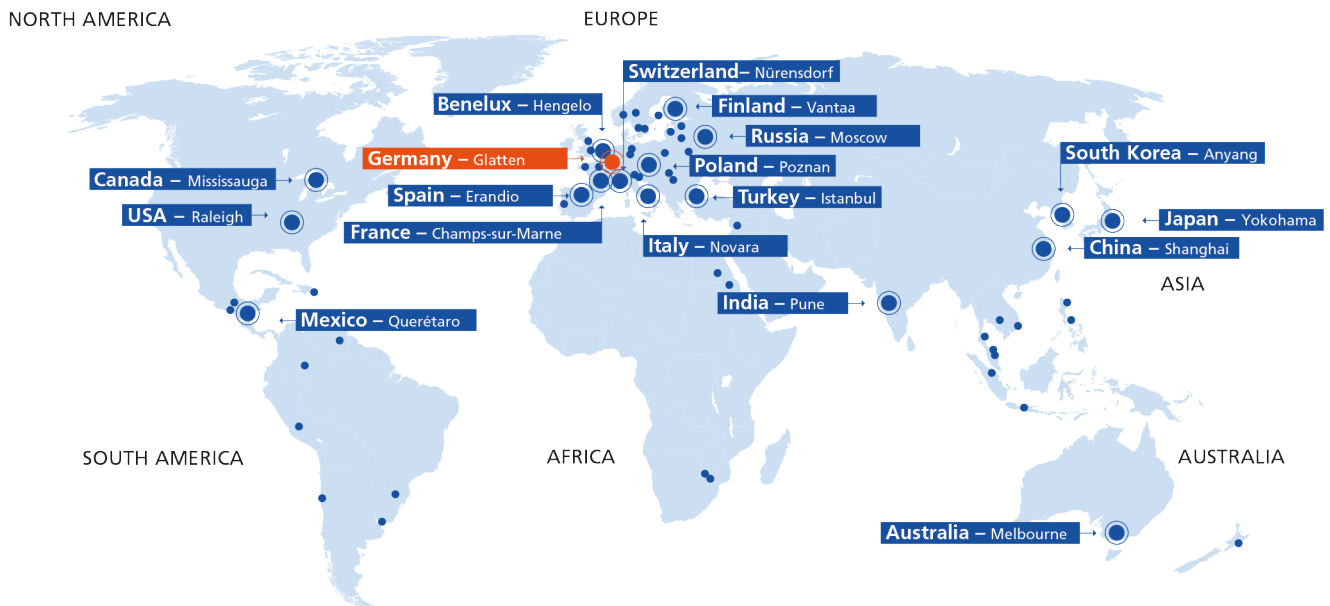 NORTH AMERICA
EUROPE
Switzerland– Nürensdorf
Benelux – Hengelo
Finland – Vantaa
Russia – Moscow
Germany – Glatten
South Korea – Anyang
Poland – Poznan
Canada – Mississauga
Spain – Erandio
Turkey – Istanbul
USA – Raleigh
Japan – Yokohama
France – Champs-sur-Marne
Italy – Novara
China – Shanghai
ASIA
India – Pune
Mexico – Querétaro
SOUTH AMERICA
AFRICA
AUSTRALIA
Australia – Melbourne